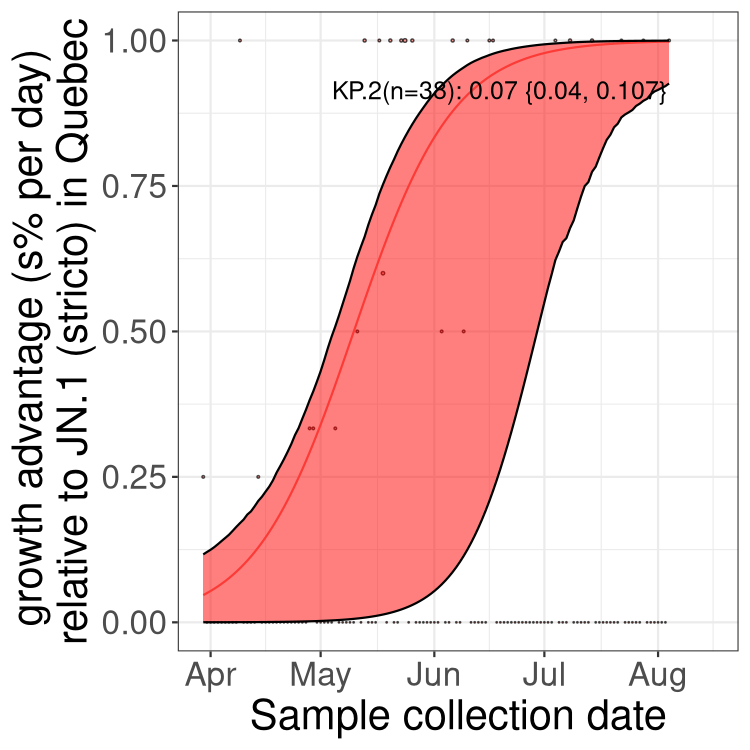 growth advantage (s% per day)
relative to JN.1 (stricto) in Quebec
1.00
0.75
0.50
0.25
0.00
KP.2(n=38): 0.07 {0.04, 0.107}
Apr May Jun Jul Aug
Sample collection date